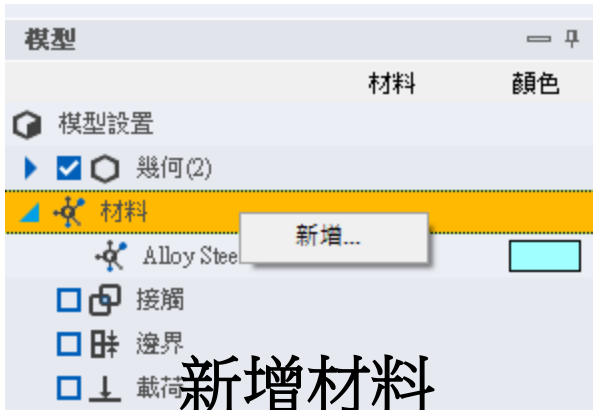 模型
材料 顏色
模型設置
幾何(2)
材料
新增...
Alloy Stee
接觸
邊界
載荷
新增材料